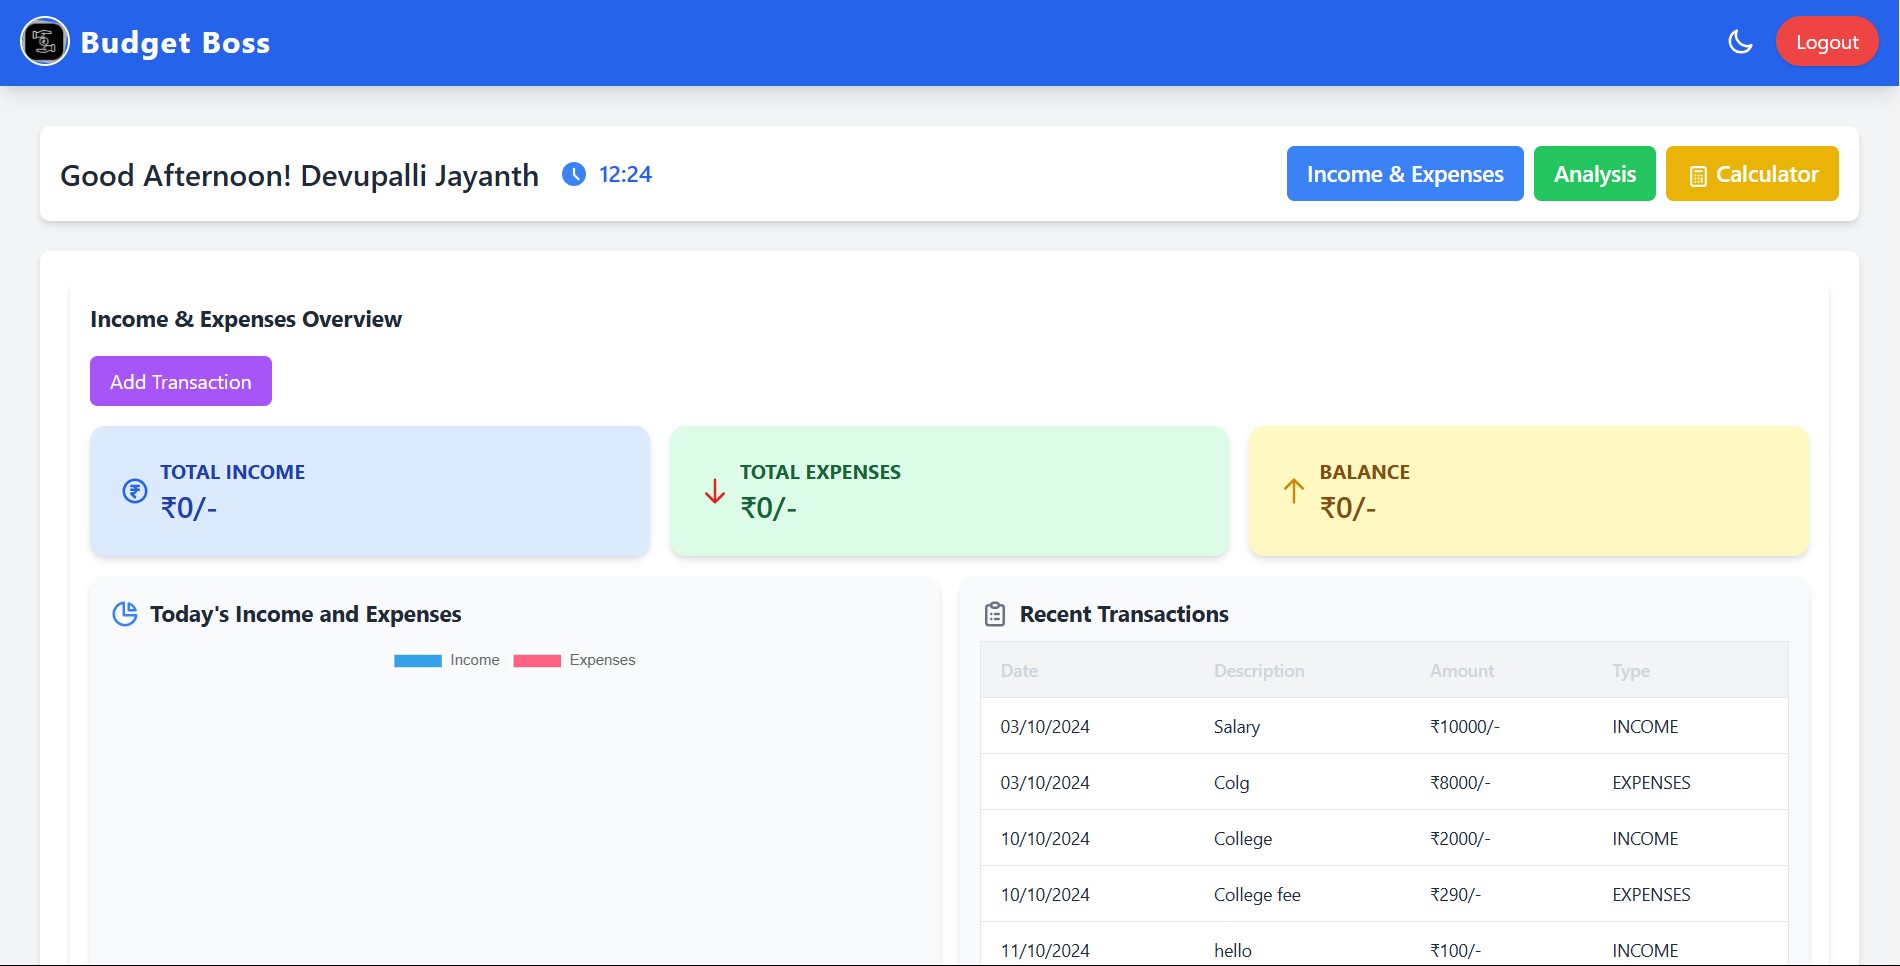 Budget Boss
Logout
Good Afternoon! Devupalli Jayanth 12:24
Income & Expenses Analysis Calculator
Income & Expenses Overview
Add Transaction
TOTAL INCOME
₹0/-
TOTAL EXPENSES
₹0/-
BALANCE
₹0/-
Today's Income and Expenses
Income Expenses
Recent Transactions
Date Description Amount Type
03/10/2024 Salary ₹10000/- INCOME
03/10/2024 Colg ₹8000/- EXPENSES
10/10/2024 College ₹2000/- INCOME
10/10/2024 College fee ₹290/- EXPENSES
11/10/2024 hello ₹100/- INCOME